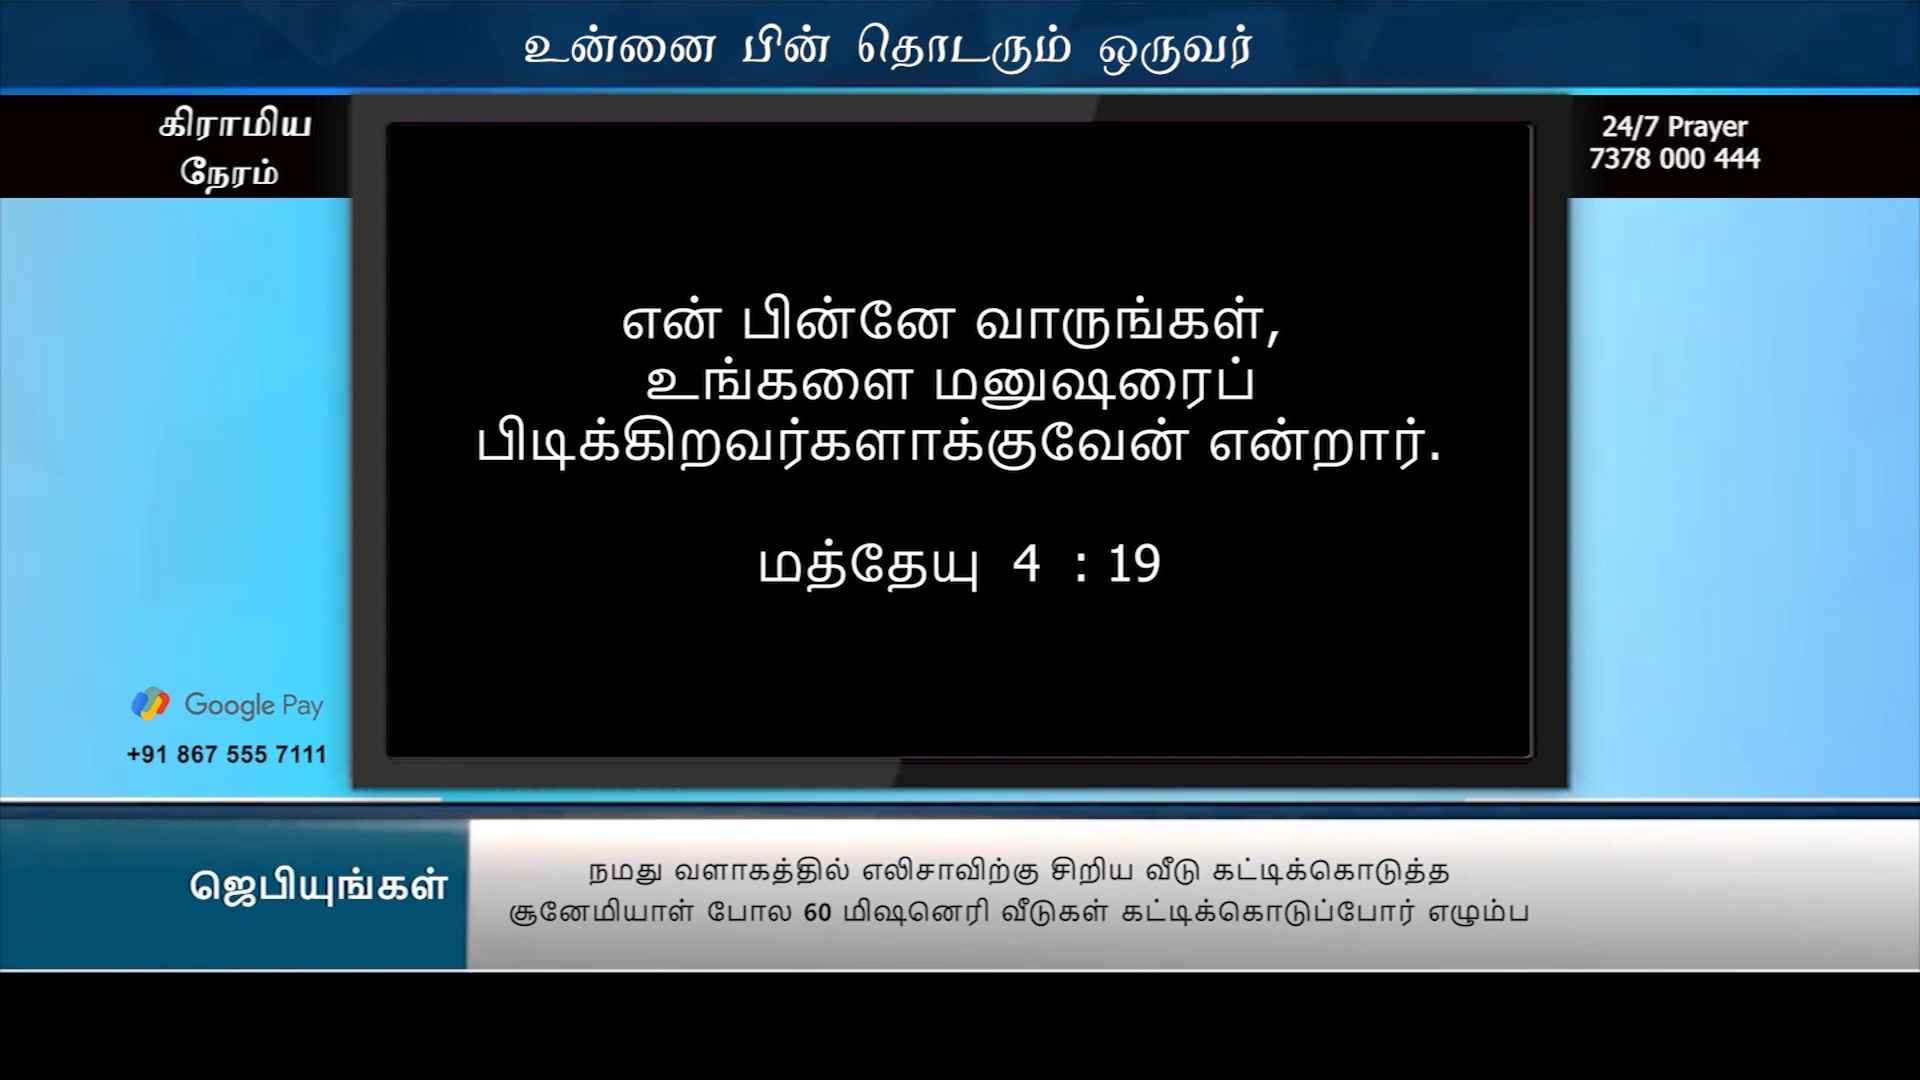 உன்னை பின் தொடரும் ஒருவர்
கிராமிய
நேரம்
24/7 Prayer
7378 000 444
என் பின்னே வாருங்கள்,
உங்களை மனுஷரைப்
பிடிக்கிறவர்களாக்குவேன் என்றார்.
மத்தேயு 4 : 19
Google Pay
+91 867 555 7111
ஜெபியுங்கள்
நமது வளாகத்தில் எலிசாவிற்கு சிறிய வீடு கட்டிக்கொடுத்த
சூனேமியாள் போல 60 மிஷனெரி வீடுகள் கட்டிக்கொடுப்போர் எழும்ப